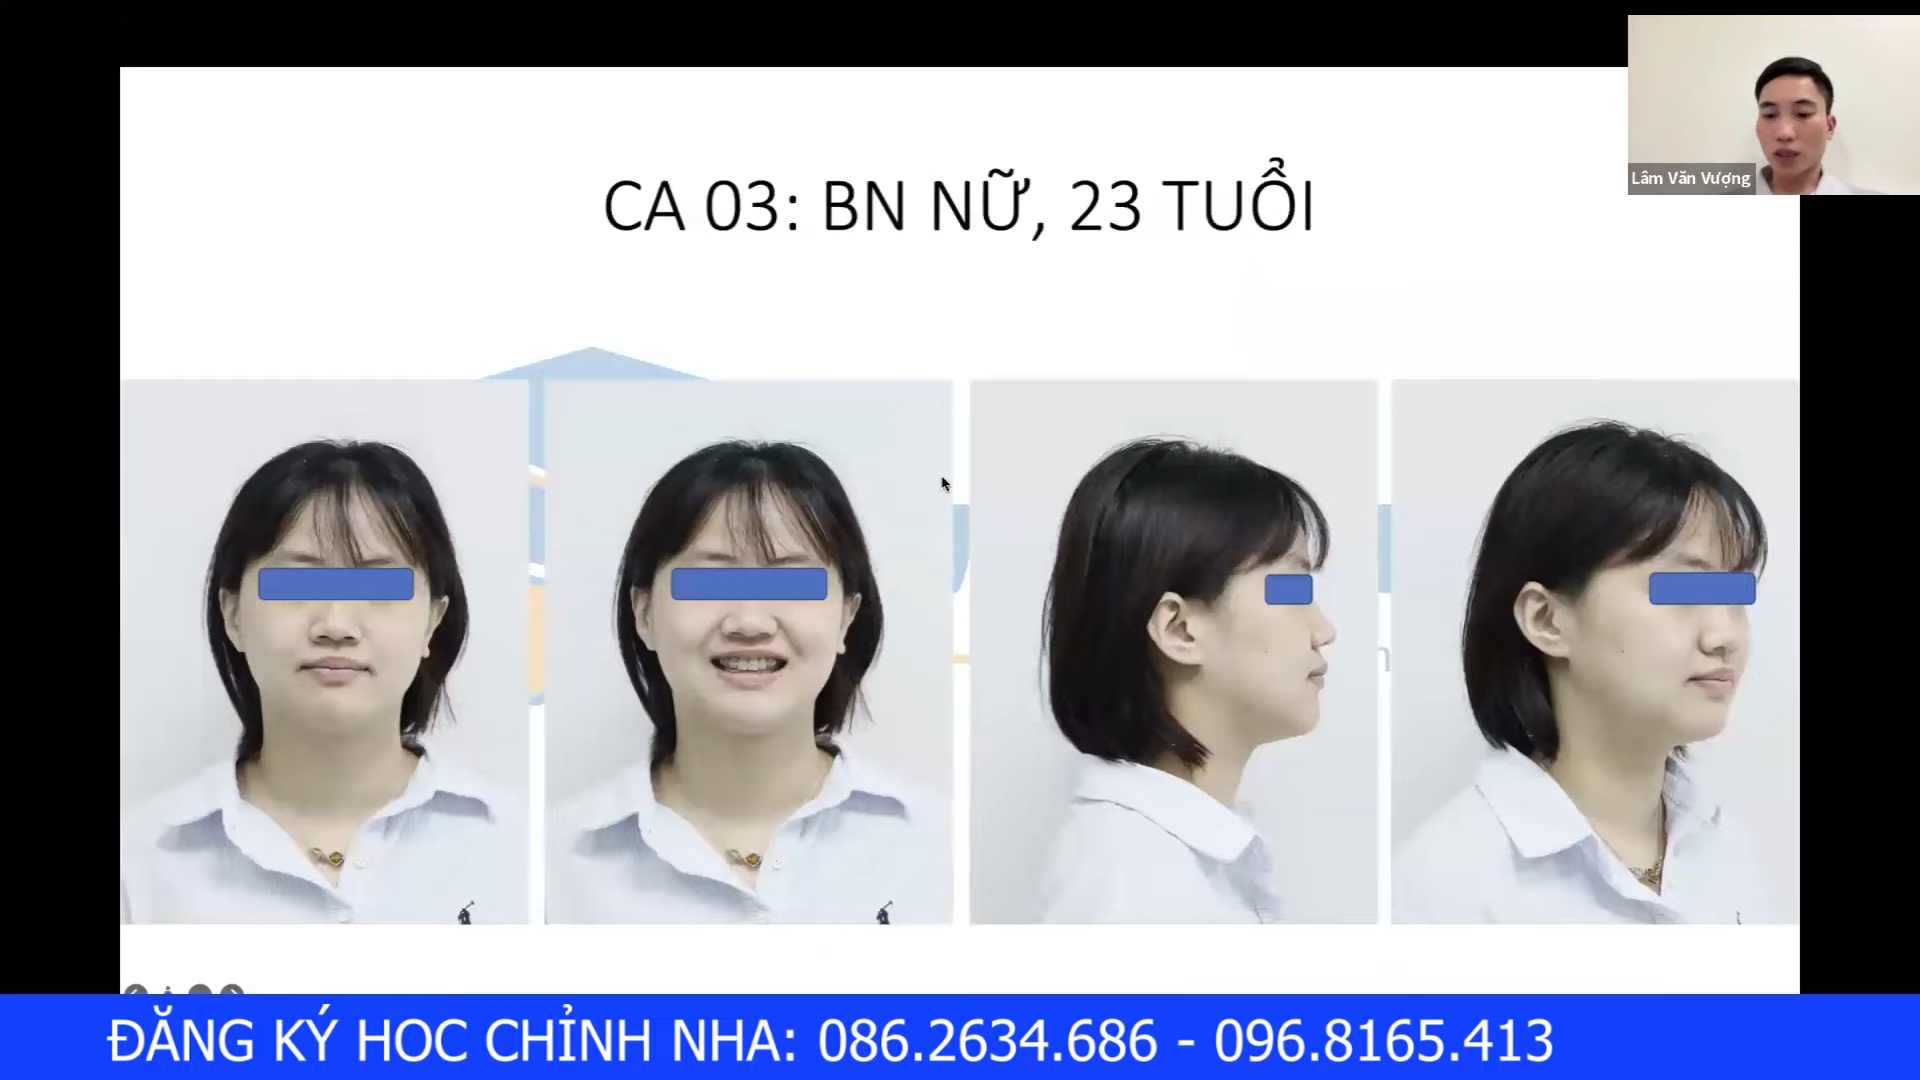 Lâm Văn Vượng
CA 03: BN NỮ, 23 TUỔI
ĐĂNG KÝ HOC CHỈNH NHA: 086.2634.686 - 096.8165.413